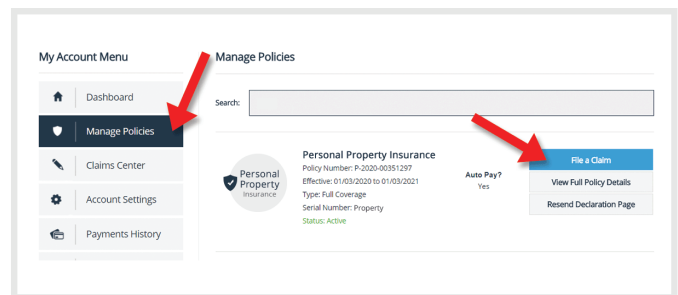 My Account Menu
Dashboard
Manage Policies
Claims Center
Account Settings
Payments History
Manage Policies
Search:
Personal
Property
Insurance
Personal Property Insurance
Policy Number: P-2020-00351297
Effective: 01/03/2020 to 01/03/2021
Type: Full Coverage
Serial Number: Property
Status: Active
Auto Pay?
Yes
File a Claim
View Full Policy Details
Resend Declaration Page